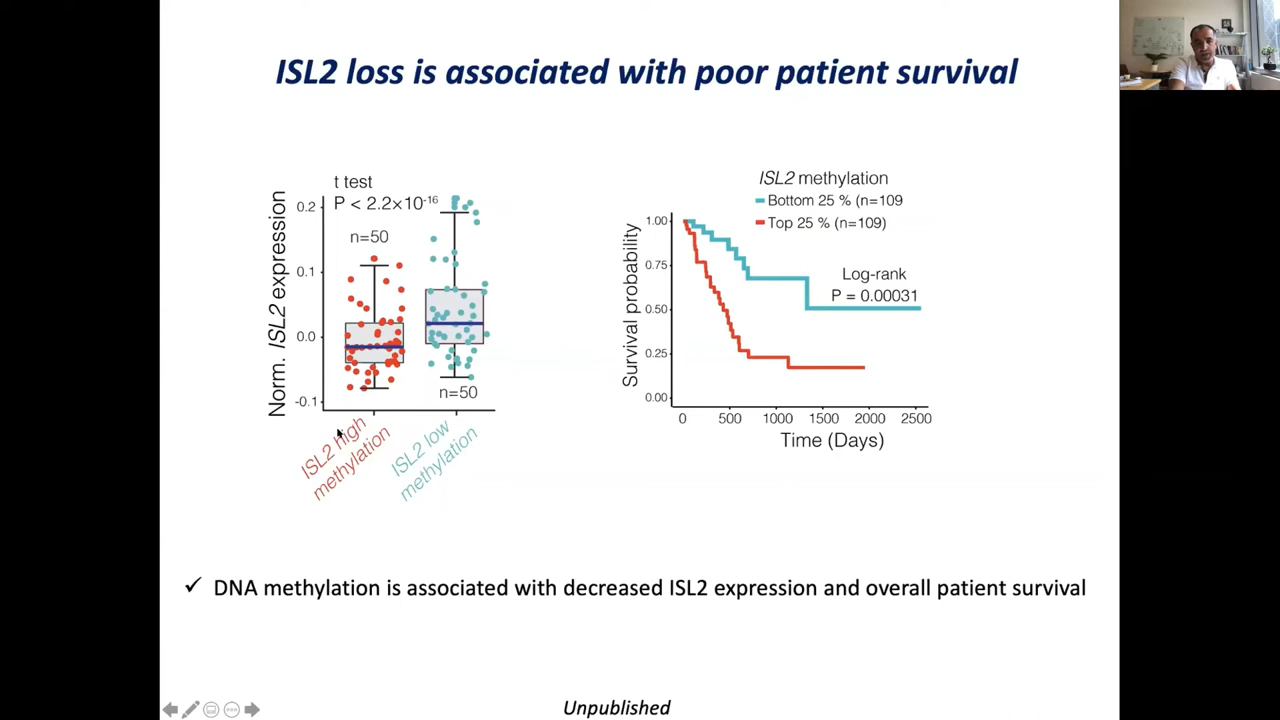 ISL2 loss is associated with poor patient survival
t test
P < 2.2×10⁻¹⁶
n=50
n=50
Norm. ISL2 expression
0.2
0.1
0.0
-0.1
ISL2 high
methylation
ISL2 low
methylation
ISL2 methylation
Bottom 25 % (n=109
Top 25 % (n=109)
Log-rank
P = 0.00031
Survival probability
1.00
0.75
0.50
0.25
0.00
0 500 1000 1500 2000 2500
Time (Days)
✓ DNA methylation is associated with decreased ISL2 expression and overall patient survival
Unpublished